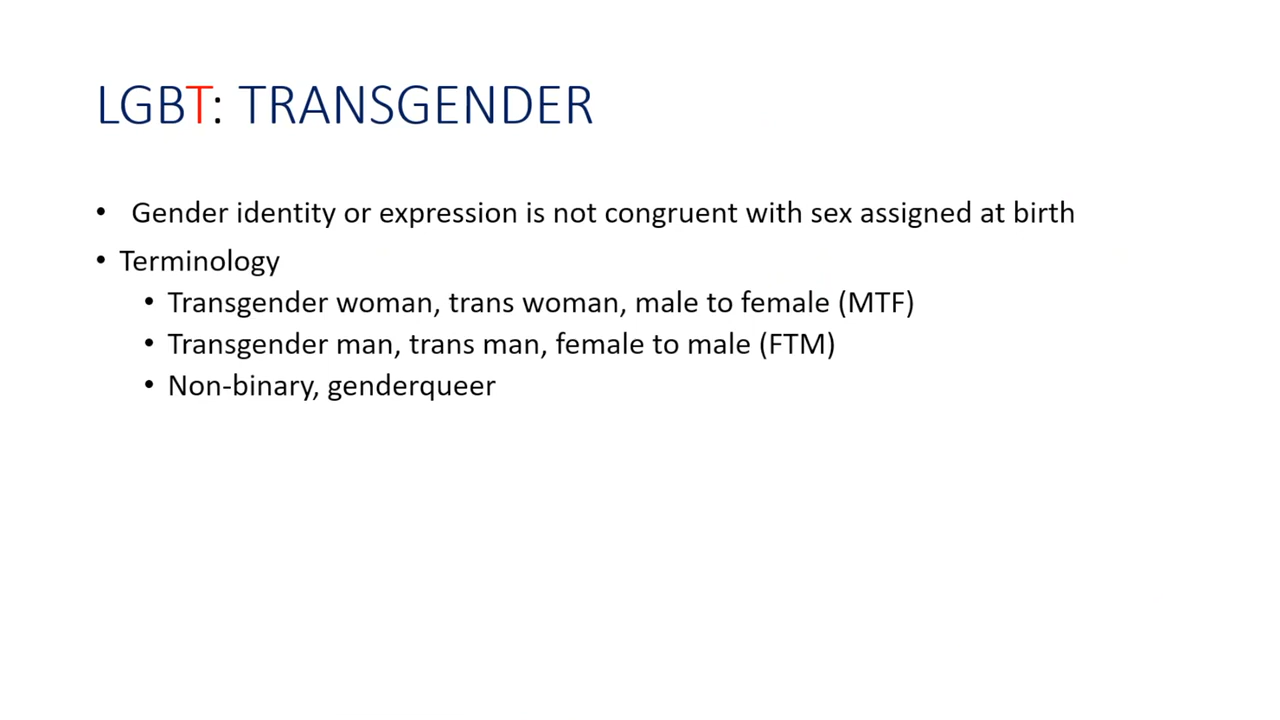 LGBT: TRANSGENDER
• Gender identity or expression is not congruent with sex assigned at birth
• Terminology
• Transgender woman, trans woman, male to female (MTF)
• Transgender man, trans man, female to male (FTM)
• Non-binary, genderqueer